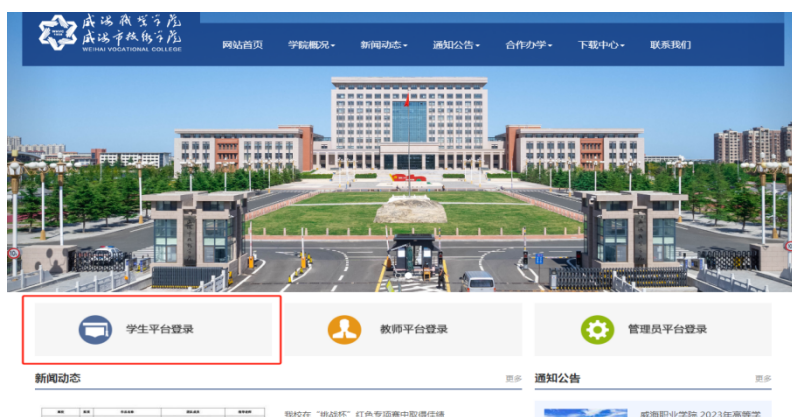 威海职业学院
威海市技术学院
WEIHAI VOCATIONAL COLLEGE
网站首页 学院概况 新闻动态 通知公告 合作办学 下载中心 联系我们
学生平台登录 教师平台登录 管理员平台登录
新闻动态 更多 通知公告 更多
我校在“挑战杯”红色专项赛中取得佳绩
威海职业学院 2023年高等学